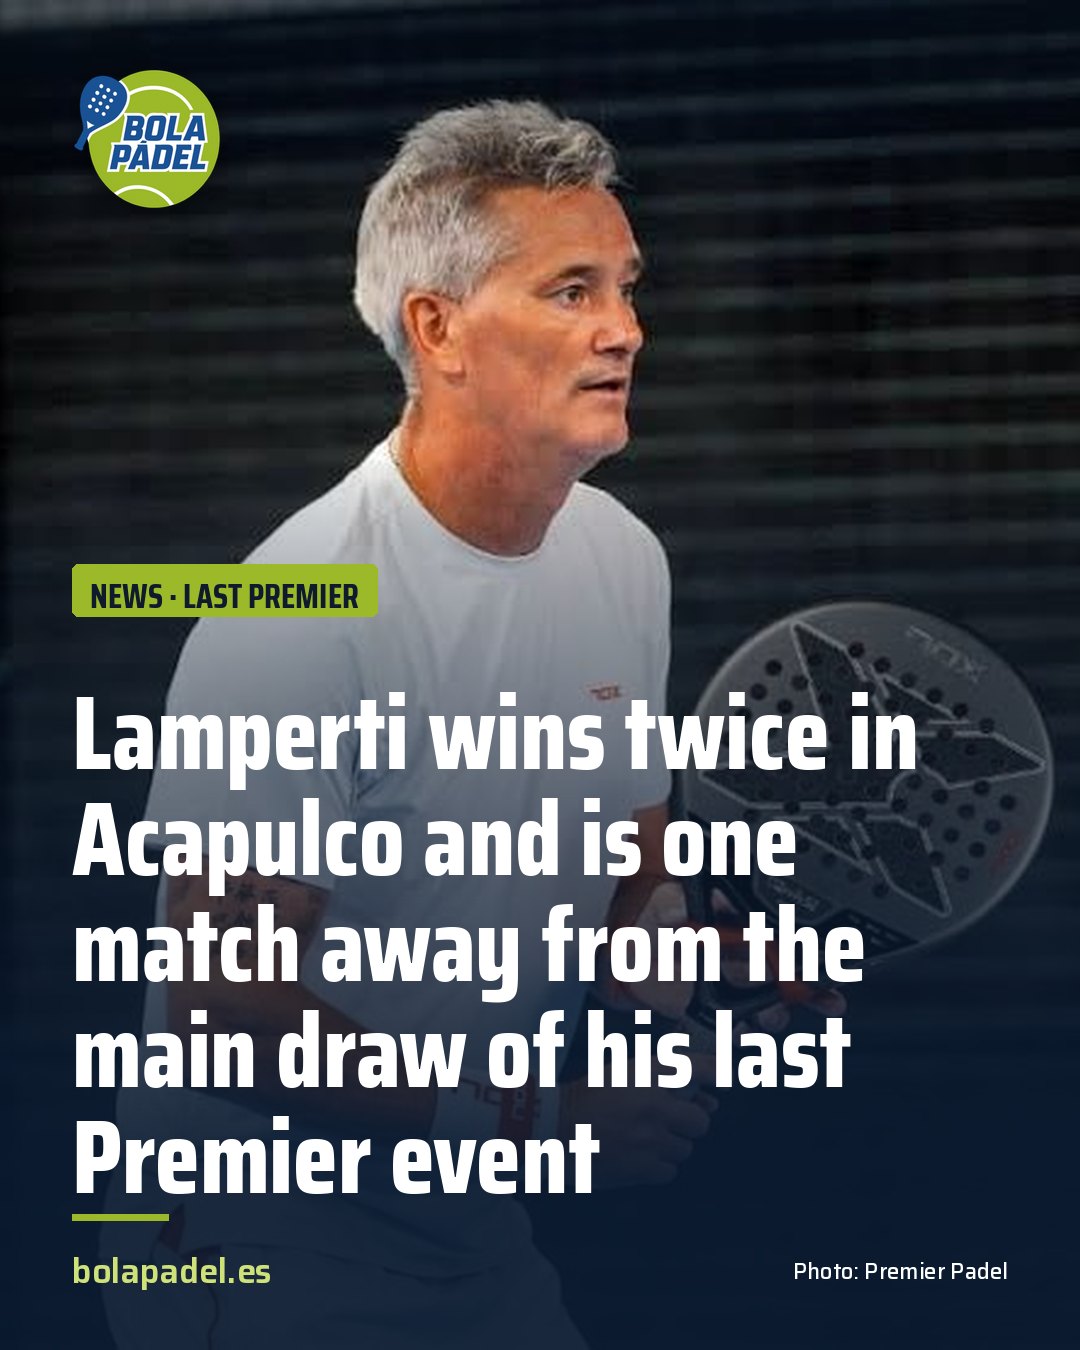 BOLA
PÁDEL
NEWS · LAST PREMIER
Lamperti wins twice in
Acapulco and is one
match away from the
main draw of his last
Premier event
bolapadel.es
Photo: Premier Padel